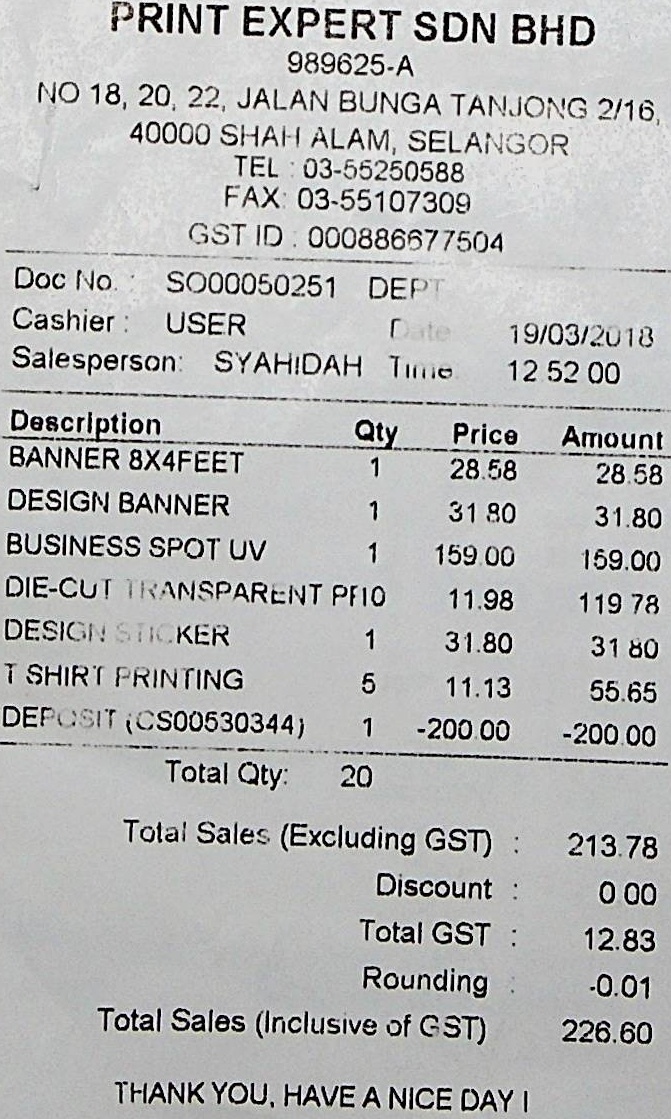 PRINT EXPERT SDN BHD
989625-A
NO 18, 20, 22, JALAN BUNGA TANJONG 2/16,
40000 SHAH ALAM, SELANGOR
TEL : 03-55250588
FAX: 03-55107309
GST ID : 000886677504
Doc No. : SO00050251 DEPT
Cashier : USER Date 19/03/2018
Salesperson: SYAHIDAH Time: 12 52 00
Description Qty Price Amount
BANNER 8X4FEET 1 28.58 28.58
DESIGN BANNER 1 31 80 31.80
BUSINESS SPOT UV 1 159.00 159.00
DIE-CUT TRANSPARENT PF10 11.98 119 78
DESIGN STICKER 1 31.80 31 80
T SHIRT PRINTING 5 11.13 55.65
DEPOSIT (CS00530344) 1 -200.00 -200.00
Total Qty: 20
Total Sales (Excluding GST) : 213.78
Discount : 0 00
Total GST : 12.83
Rounding : -0.01
Total Sales (Inclusive of GST) 226.60
THANK YOU, HAVE A NICE DAY !